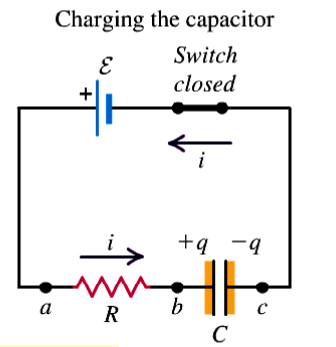 Charging the capacitor
Switch
closed
ℰ
+
i
i
+q −q
a
R
b
c
C